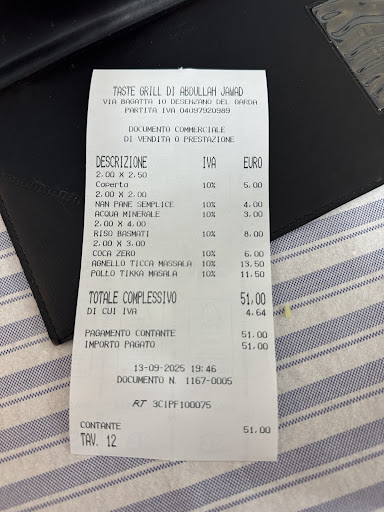 TASTE GRILL DI ABDULLAH JAWAD
VIA BAGATTA 10 DESENZANO DEL GARDA
PARTITA IVA 04097920989
DOCUMENTO COMMERCIALE
DI VENDITA O PRESTAZIONE
DESCRIZIONE IVA EURO
2,00 X 2,50
Coperto 10% 5,00
2,00 X 2,00
NAN PANE SEMPLICE 10% 4,00
ACQUA MINERALE 10% 3,00
2,00 X 4,00
RISO BASMATI 10% 8,00
2,00 X 3,00
COCA ZERO 10% 6,00
AGNELLO TICCA MASSALA 10% 13,50
POLLO TIKKA MASALA 10% 11,50
TOTALE COMPLESSIVO 51,00
DI CUI IVA 4,64
PAGAMENTO CONTANTE 51,00
IMPORTO PAGATO 51,00
13-09-2025 19:46
DOCUMENTO N. 1167-0005
RT 3CIPF100075
CONTANTE 51,00
TAV. 12